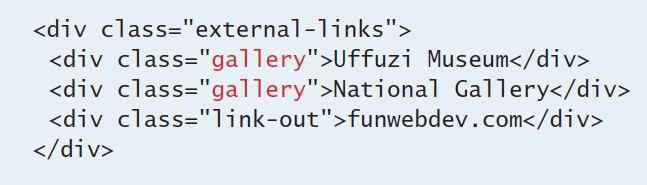 <div class="external-links">
<div class="gallery">Uffuzi Museum</div>
<div class="gallery">National Gallery</div>
<div class="link-out">funwebdev.com</div>
</div>